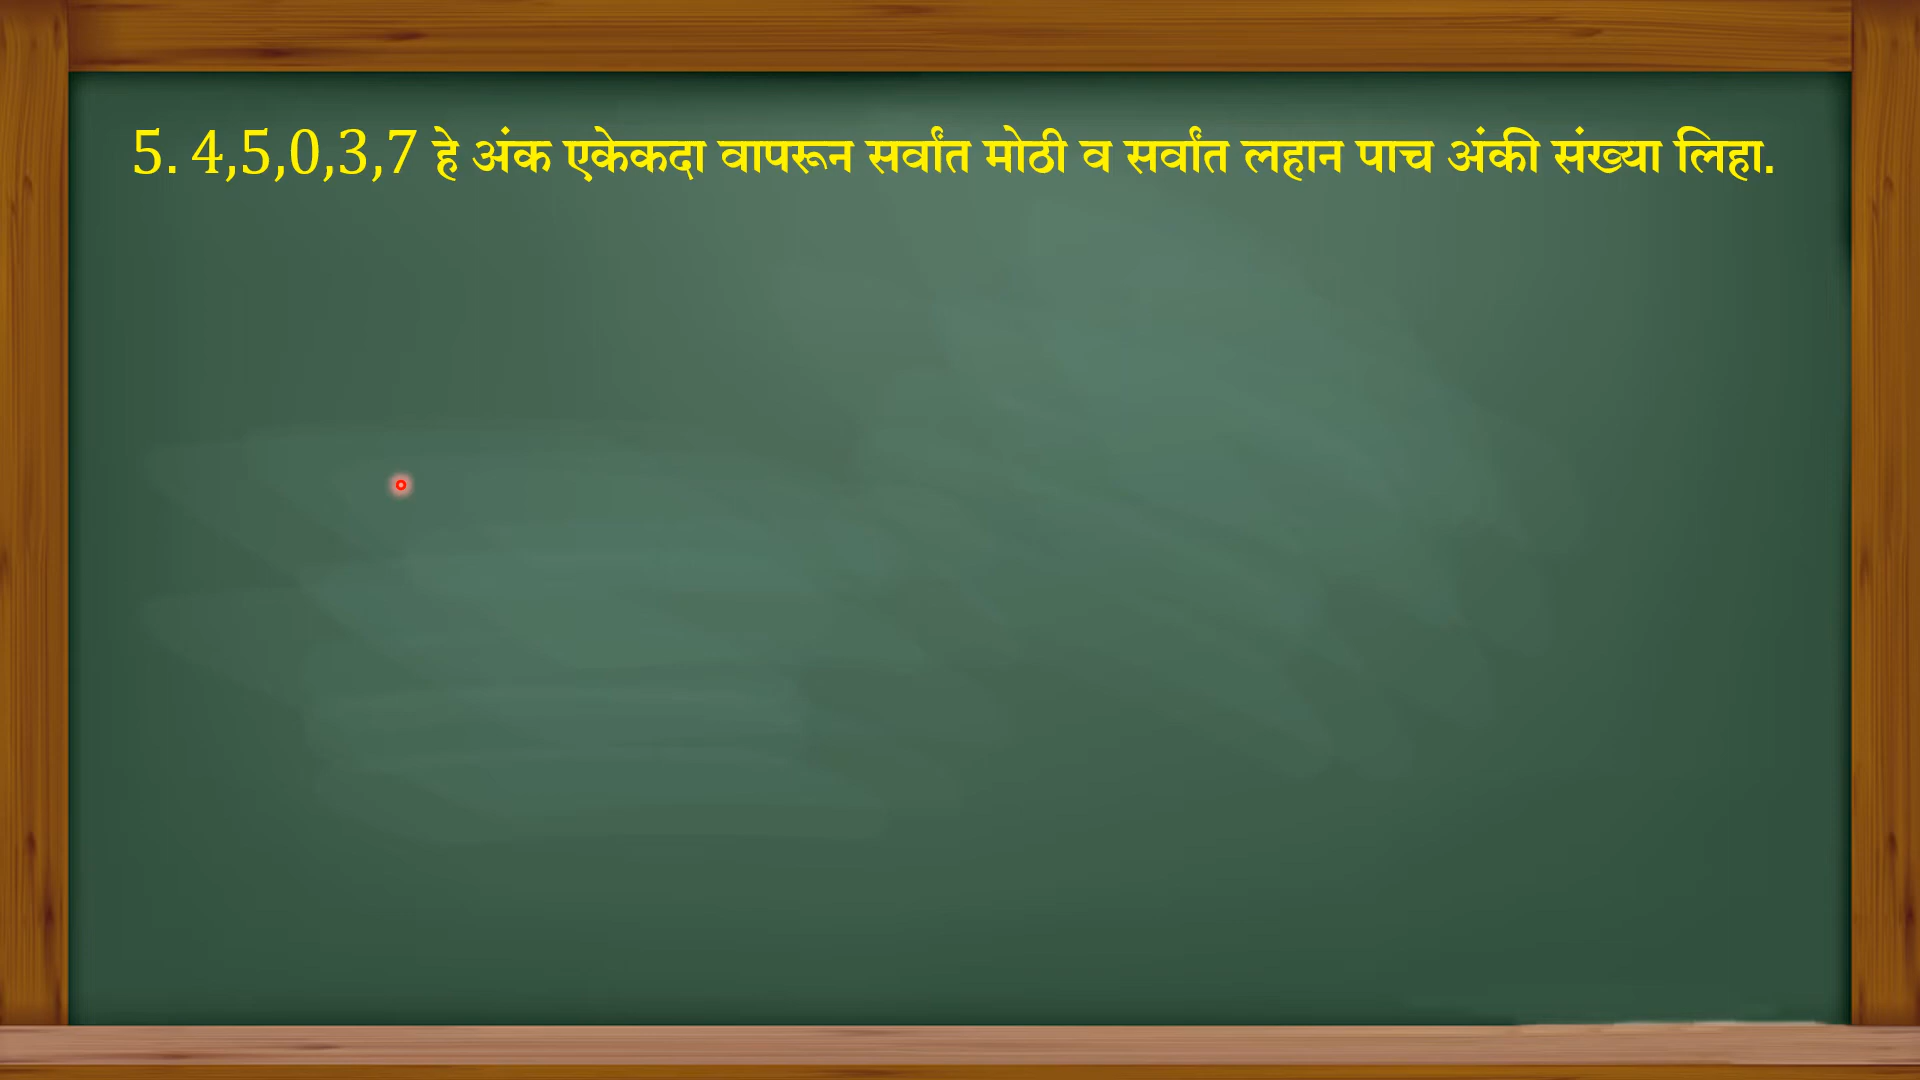 5. 4,5,0,3,7 हे अंक एकेकदा वापरून सर्वांत मोठी व सर्वांत लहान पाच अंकी संख्या लिहा.